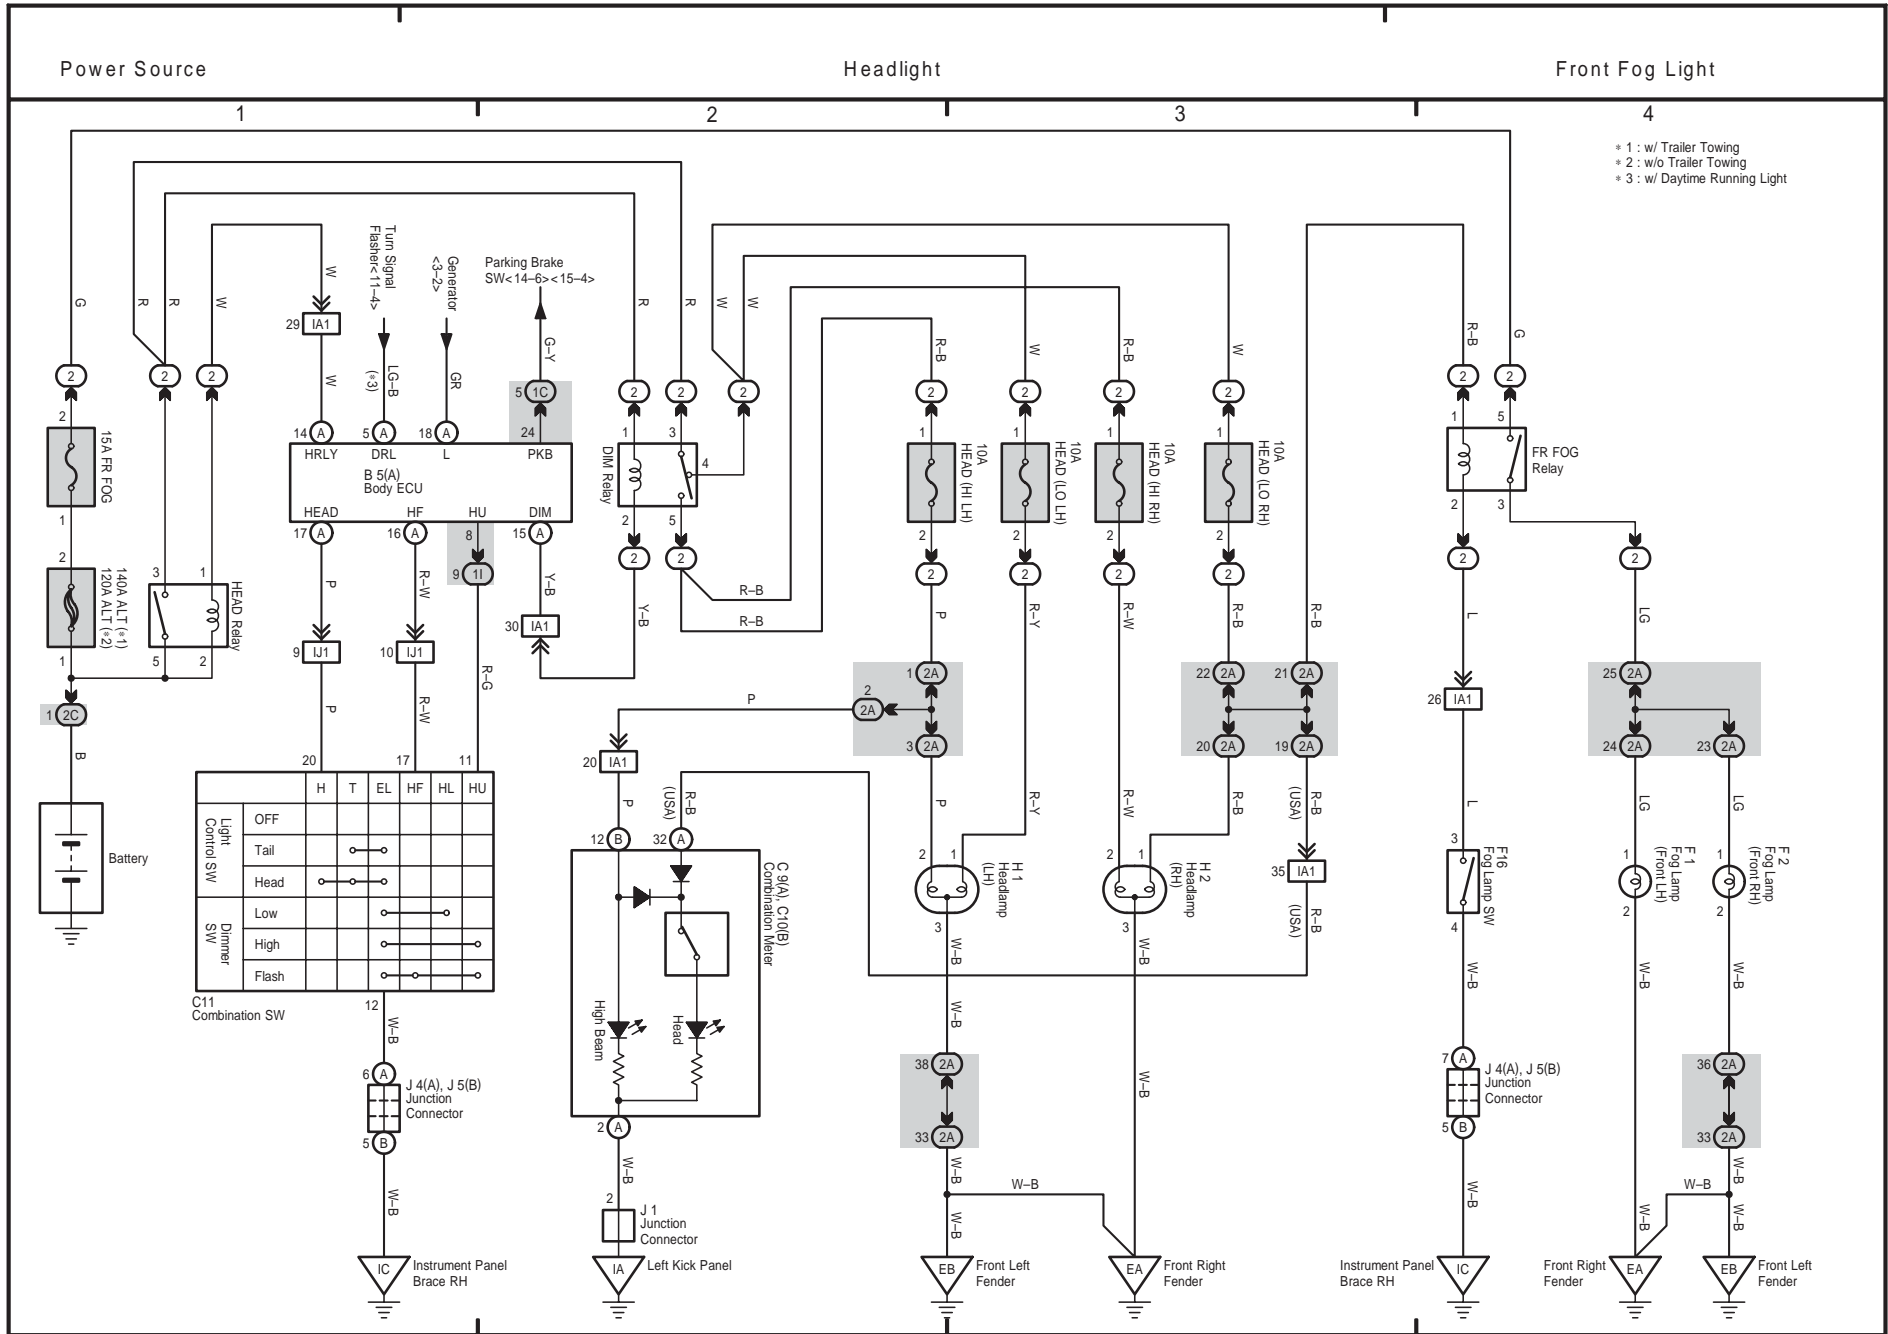 Power Source
Headlight
Front Fog Light
1
2
3
4
* 1 : w/ Trailer Towing
* 2 : w/o Trailer Towing
* 3 : w/ Daytime Running Light
G
R
R
W
W
Turn Signal
Flasher<11–4>
Generator
<3–2>
Parking Brake
SW<14–6><15–4>
R
R
W
W
R–B
W
R–B
W
R–B
G
29
IA1
W
LG–B
(*3)
GR
G–Y
5
1C
2
2
2
2
2
2
2
2
2
2
2
2
2
1
15A FR FOG
14
A
5
A
18
A
24
HRLY
DRL
L
PKB
B 5(A)
Body ECU
HEAD
HF
HU
DIM
17
A
16
A
8
15
A
9
1I
DIM Relay
1
3
4
2
5
2
2
1
10A
HEAD (HI LH)
2
2
1
10A
HEAD (LO LH)
2
2
1
10A
HEAD (HI RH)
2
2
1
10A
HEAD (LO RH)
2
2
1
5
FR FOG
Relay
2
3
2
2
2
140A ALT (*1)
120A ALT (*2)
1
3
1
HEAD Relay
5
2
P
R–W
Y–B
30
IA1
Y–B
R–B
R–B
P
R–Y
R–W
R–B
R–B
L
LG
9
IJ1
10
IJ1
R–G
1
2C
B
P
R–W
P
2
2A
1
2A
3
2A
22
2A
21
2A
20
2A
19
2A
26
IA1
25
2A
24
2A
23
2A
20
17
11
H
T
EL
HF
HL
HU
Light
Control SW
OFF
Tail
Head
Dimmer
SW
Low
High
Flash
C11
Combination SW
12
Battery
20
IA1
P
R–B
(USA)
12
B
32
A
C 9(A), C10(B)
Combination Meter
High Beam
Head
2
A
P
R–Y
R–W
R–B
R–B
(USA)
L
LG
LG
2
1
H 1
Headlamp
(LH)
3
2
1
H 2
Headlamp
(RH)
3
35
IA1
R–B
(USA)
3
F16
Fog Lamp SW
4
1
F 1
Fog Lamp
(Front LH)
2
1
F 2
Fog Lamp
(Front RH)
2
W–B
W–B
W–B
W–B
W–B
W–B
W–B
6
A
J 4(A), J 5(B)
Junction
Connector
5
B
W–B
W–B
2
J 1
Junction
Connector
38
2A
33
2A
W–B
W–B
W–B
W–B
7
A
J 4(A), J 5(B)
Junction
Connector
5
B
W–B
36
2A
33
2A
W–B
W–B
W–B
W–B
IC
Instrument Panel
Brace RH
IA
Left Kick Panel
EB
Front Left
Fender
EA
Front Right
Fender
Instrument Panel
Brace RH
IC
Front Right
Fender
EA
EB
Front Left
Fender